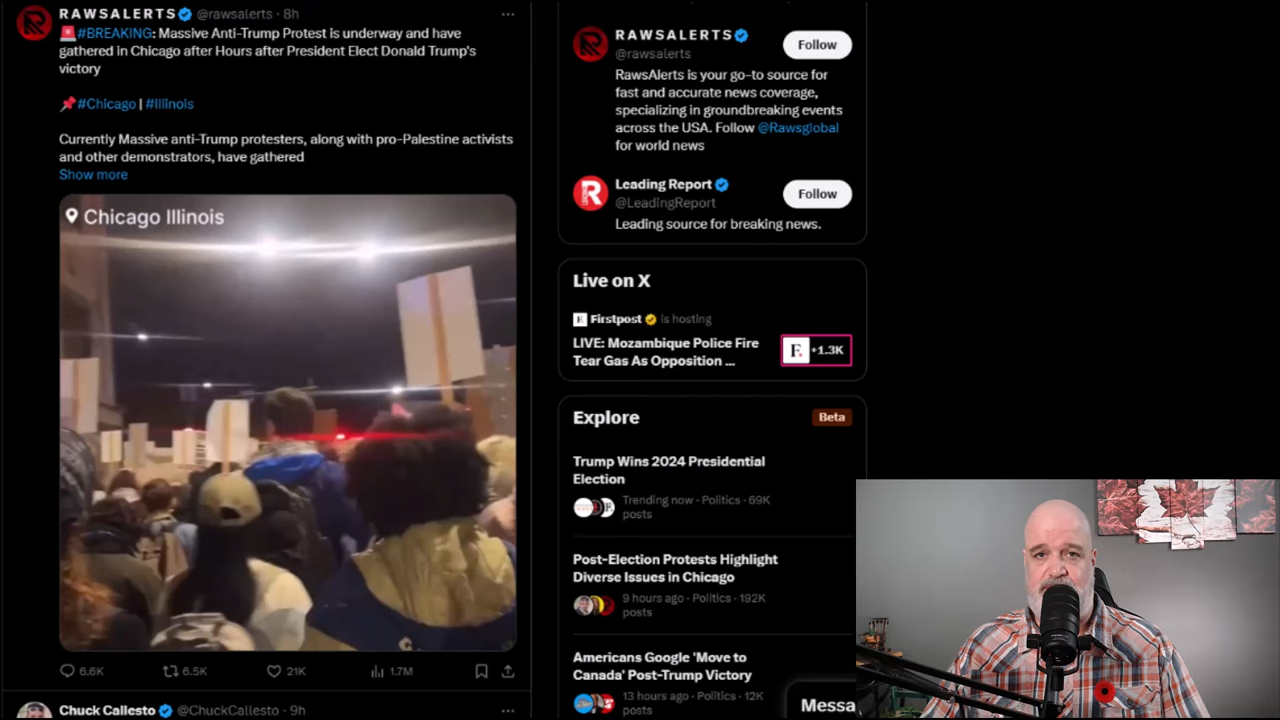 RAWSALERTS @rawsalerts · 8h
#BREAKING: Massive Anti-Trump Protest is underway and have
gathered in Chicago after Hours after President Elect Donald Trump's
victory
#Chicago | #Illinois
Currently Massive anti-Trump protesters, along with pro-Palestine activists
and other demonstrators, have gathered
Show more
Chicago Illinois
6.6K 6.5K 21K 1.7M
Chuck Callesto @ChuckCallesto · 9h
RAWSALERTS
@rawsalerts
Follow
RawsAlerts is your go-to source for
fast and accurate news coverage,
specializing in groundbreaking events
across the USA. Follow @Rawsglobal
for world news
Leading Report
@LeadingReport
Follow
Leading source for breaking news.
Live on X
Firstpost is hosting
LIVE: Mozambique Police Fire
Tear Gas As Opposition ...
F. +1.3K
Explore
Beta
Trump Wins 2024 Presidential
Election
Trending now · Politics · 69K
posts
Post-Election Protests Highlight
Diverse Issues in Chicago
9 hours ago · Politics · 192K
posts
Americans Google 'Move to
Canada' Post-Trump Victory
13 hours ago · Politics · 12K
posts
Messa